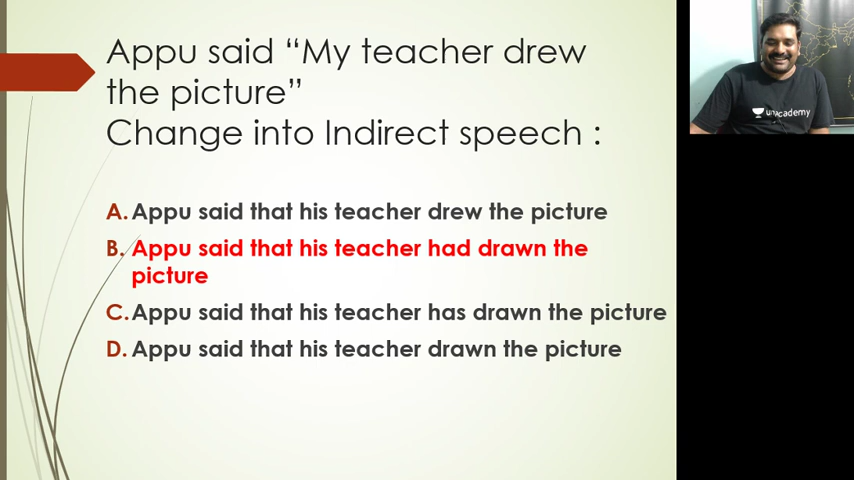 Appu said “My teacher drew
the picture”
Change into Indirect speech :
A. Appu said that his teacher drew the picture
B. Appu said that his teacher had drawn the
picture
C. Appu said that his teacher has drawn the picture
D. Appu said that his teacher drawn the picture
unacademy